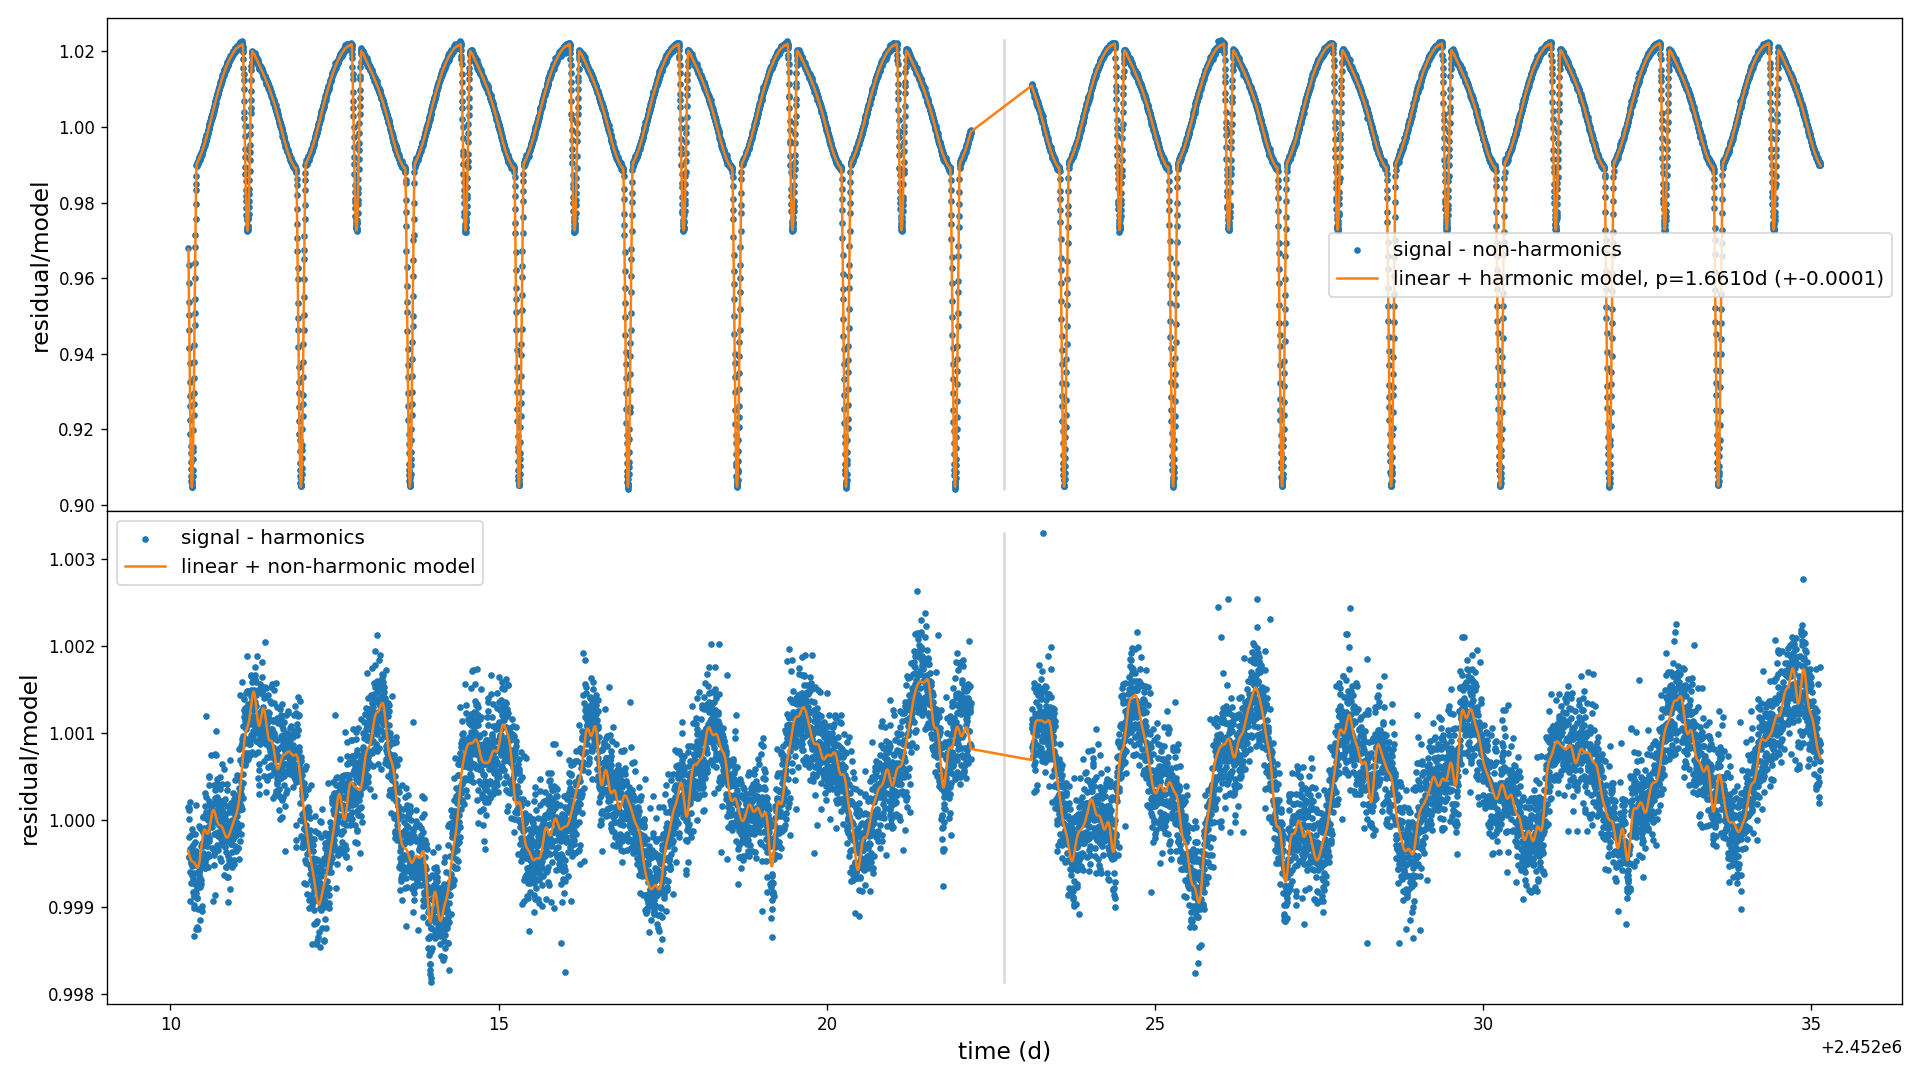 1.02
1.00
0.98
0.96
0.94
0.92
0.90
residual/model
signal - non-harmonics
linear + harmonic model, p=1.6610d (+-0.0001)
signal - harmonics
linear + non-harmonic model
1.003
1.002
1.001
1.000
0.999
0.998
residual/model
10 15 20 25 30 35
time (d)
+2.452e6